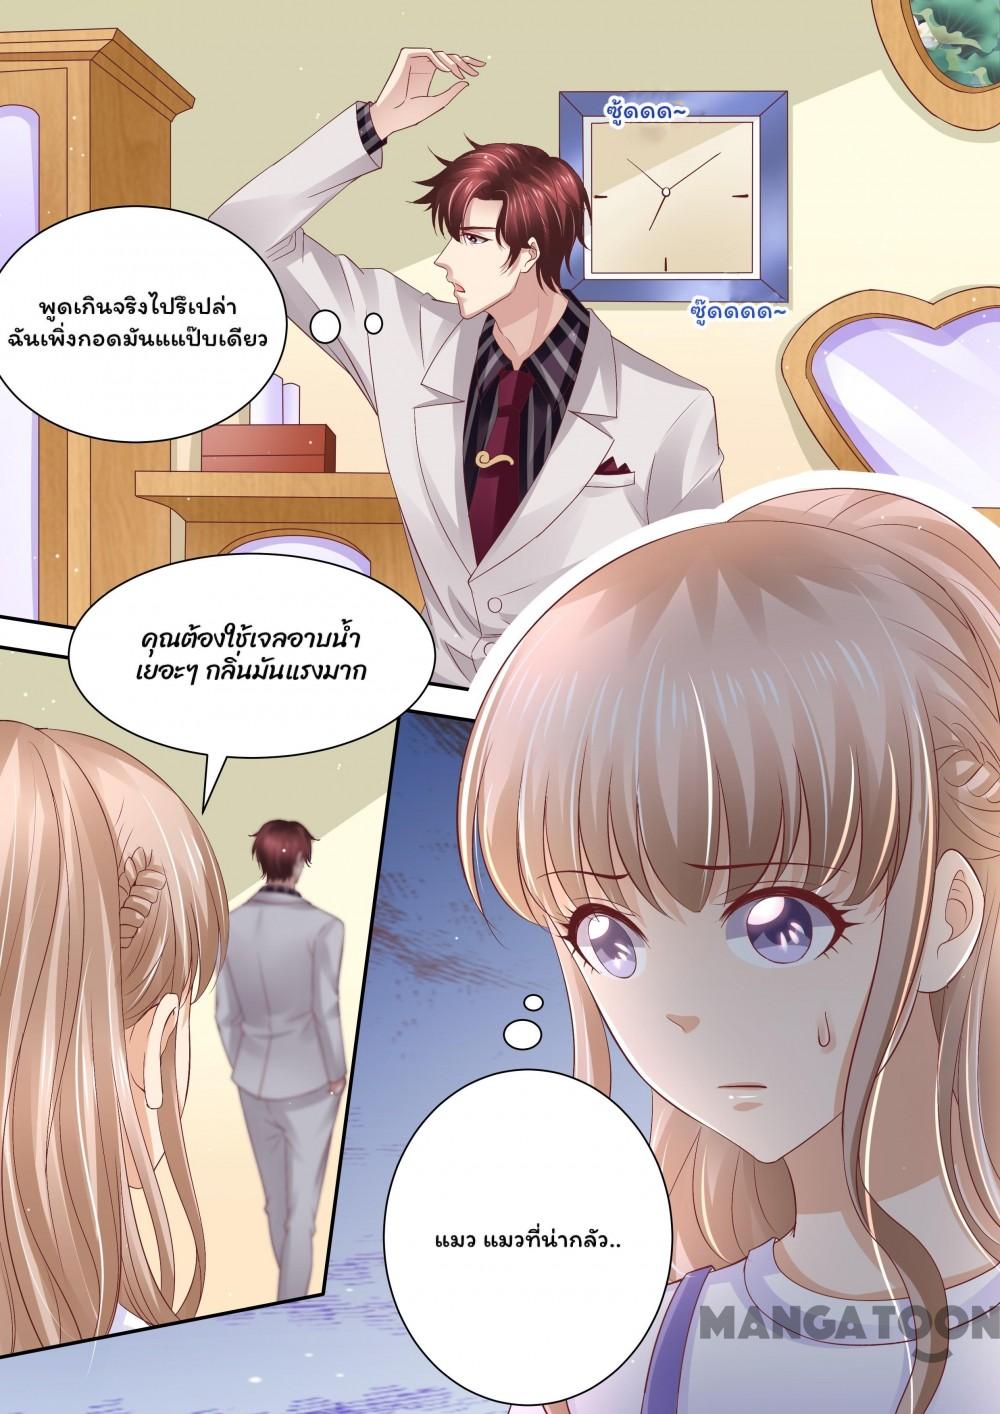 ซู้ดดด~
ซู๊ดดดด~
พูดเกินจริงไปรึเปล่า
ฉันเพิ่งกอดมันแแป๊บเดียว
คุณต้องใช้เจลอาบน้ำ
เยอะๆ กลิ่นมันแรงมาก
แมว แมวที่น่ากลัว..
MANGATOON